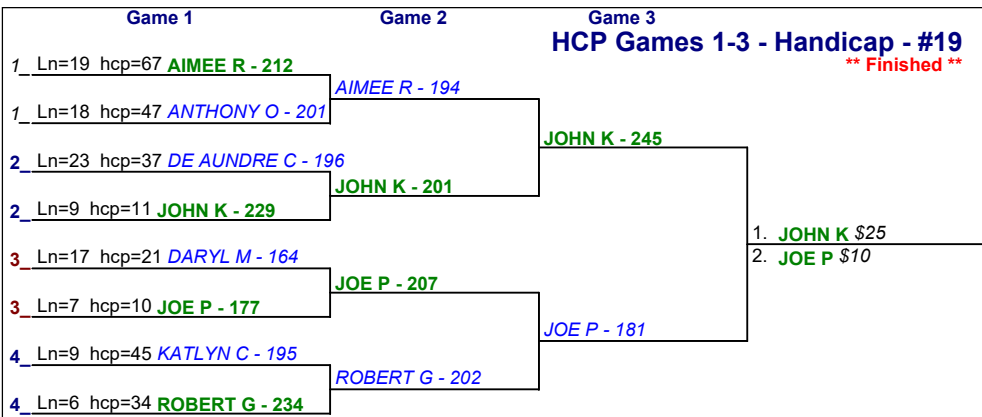 Game 1 Game 2 Game 3
HCP Games 1-3 - Handicap - #19
** Finished **
1_ Ln=19 hcp=67 AIMEE R - 212
AIMEE R - 194
1_ Ln=18 hcp=47 ANTHONY O - 201
JOHN K - 245
2_ Ln=23 hcp=37 DE AUNDRE C - 196
JOHN K - 201
2_ Ln=9 hcp=11 JOHN K - 229
1. JOHN K $25
2. JOE P $10
3_ Ln=17 hcp=21 DARYL M - 164
JOE P - 207
3_ Ln=7 hcp=10 JOE P - 177
JOE P - 181
4_ Ln=9 hcp=45 KATLYN C - 195
ROBERT G - 202
4_ Ln=6 hcp=34 ROBERT G - 234